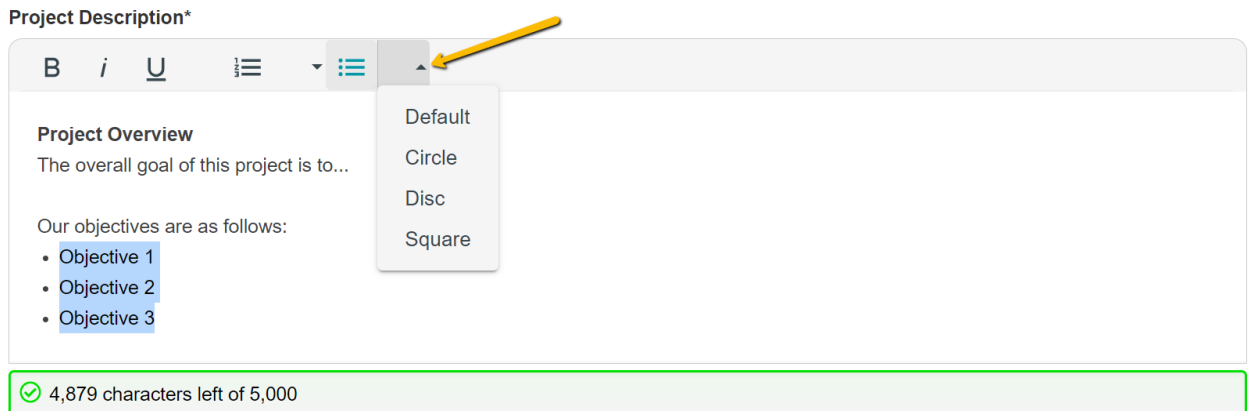 Project Description*
B i U
Default
Circle
Disc
Square
Project Overview
The overall goal of this project is to...
Our objectives are as follows:
• Objective 1
• Objective 2
• Objective 3
4,879 characters left of 5,000